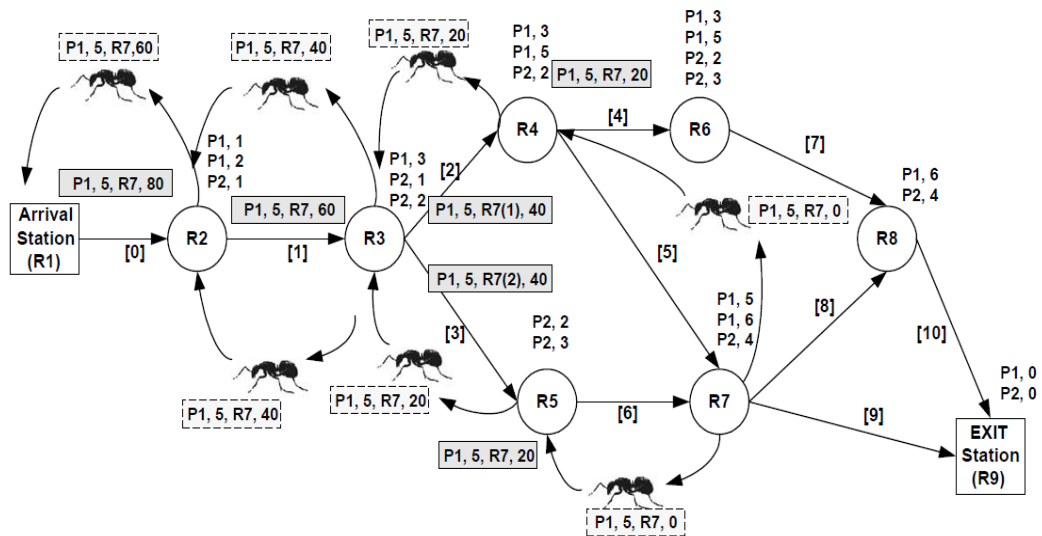 P1, 5, R7,60
P1, 5, R7, 40
P1, 5, R7, 20
P1, 3
P1, 5
P2, 2
P1, 5, R7, 20
P1, 3
P1, 5
P2, 2
P2, 3
R4
[4]
R6
[7]
P1, 1
P1, 2
P2, 1
P1, 3
P2, 1
P2, 2
[2]
P1, 6
P2, 4
P1, 5, R7, 80
P1, 5, R7, 60
P1, 5, R7(1), 40
P1, 5, R7, 0
Arrival
Station
(R1)
[0]
R2
[1]
R3
[5]
R8
P1, 5, R7(2), 40
[3]
P2, 2
P2, 3
P1, 5
P1, 6
P2, 4
[8]
[10]
P1, 5, R7, 40
P1, 5, R7, 20
R5
[6]
R7
[9]
P1, 0
P2, 0
EXIT
Station
(R9)
P1, 5, R7, 20
P1, 5, R7, 0